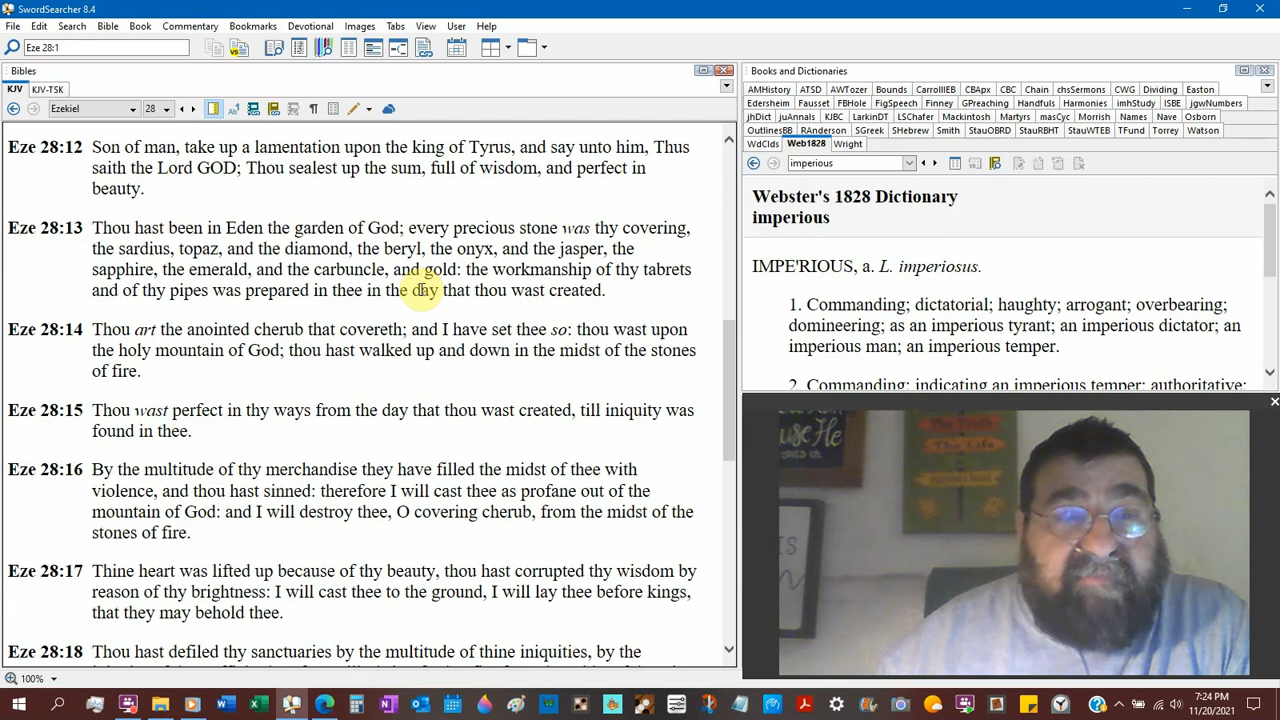 SwordSearcher 8.4
File Edit Search Bible Book Commentary Bookmarks Devotional Images Tabs View User Help
Eze 28:1
Bibles
KJV KJV-TSK
Ezekiel 28
Eze 28:12 Son of man, take up a lamentation upon the king of Tyrus, and say unto him, Thus
saith the Lord GOD; Thou sealest up the sum, full of wisdom, and perfect in
beauty.
Eze 28:13 Thou hast been in Eden the garden of God; every precious stone was thy covering,
the sardius, topaz, and the diamond, the beryl, the onyx, and the jasper, the
sapphire, the emerald, and the carbuncle, and gold: the workmanship of thy tabrets
and of thy pipes was prepared in thee in the day that thou wast created.
Eze 28:14 Thou art the anointed cherub that covereth; and I have set thee so: thou wast upon
the holy mountain of God; thou hast walked up and down in the midst of the stones
of fire.
Eze 28:15 Thou wast perfect in thy ways from the day that thou wast created, till iniquity was
found in thee.
Eze 28:16 By the multitude of thy merchandise they have filled the midst of thee with
violence, and thou hast sinned: therefore I will cast thee as profane out of the
mountain of God: and I will destroy thee, O covering cherub, from the midst of the
stones of fire.
Eze 28:17 Thine heart was lifted up because of thy beauty, thou hast corrupted thy wisdom by
reason of thy brightness: I will cast thee to the ground, I will lay thee before kings,
that they may behold thee.
Eze 28:18 Thou hast defiled thy sanctuaries by the multitude of thine iniquities, by the
100%
Books and Dictionaries
AMHistory ATSD AWTozer Bounds CarrollEB CBApx CBC Chain chsSermons CWG Dividing Easton
Edersheim Fausset FBHole FigSpeech Finney GPreaching Handfuls Harmonies imhStudy ISBE jgwNumbers
jhDict juAnnals KJBC LarkinDT LSChafer Mackintosh Martyrs masCyc Morrish Names Nave Osborn
OutlinesBB RAnderson SGreek SHebrew Smith StauOBRD StauRBHT StauWTEB TFund Torrey Watson
WdClds Web1828 Wright
imperious
Webster's 1828 Dictionary
imperious
IMPE'RIOUS, a. L. imperiosus.
1. Commanding; dictatorial; haughty; arrogant; overbearing;
domineering; as an imperious tyrant; an imperious dictator; an
imperious man; an imperious temper.
2. Commanding; indicating an imperious temper; authoritative;
The Truth
The Life
use He
IS
7:24 PM
11/20/2021